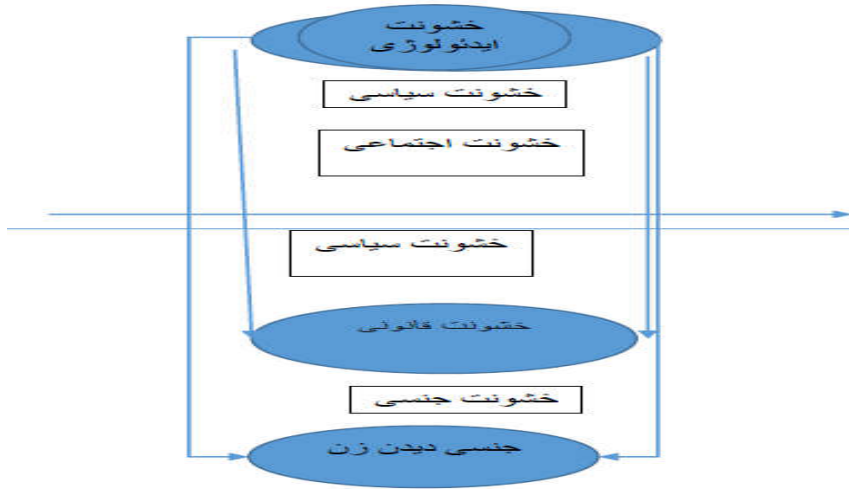 خشونت
ایدئولوژی
خشونت سیاسی
خشونت اجتماعی
خشونت سیاسی
خشونت قانونی
خشونت جنسی
جنسی دیدن زن